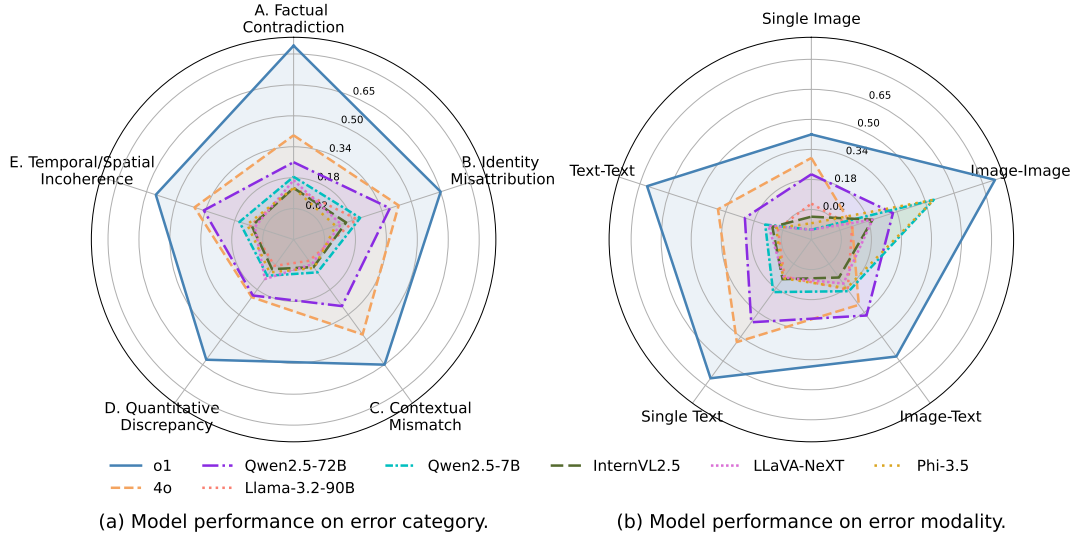 A. Factual
Contradiction
0.65
0.50
0.34
0.18
0.02
E. Temporal/Spatial
Incoherence
B. Identity
Misattribution
D. Quantitative
Discrepancy
C. Contextual
Mismatch
Single Image
0.65
0.50
0.34
0.18
0.02
Text-Text
Image-Image
Single Text
Image-Text
o1
Qwen2.5-72B
Qwen2.5-7B
InternVL2.5
LLaVA-NeXT
Phi-3.5
4o
Llama-3.2-90B
(a) Model performance on error category.
(b) Model performance on error modality.